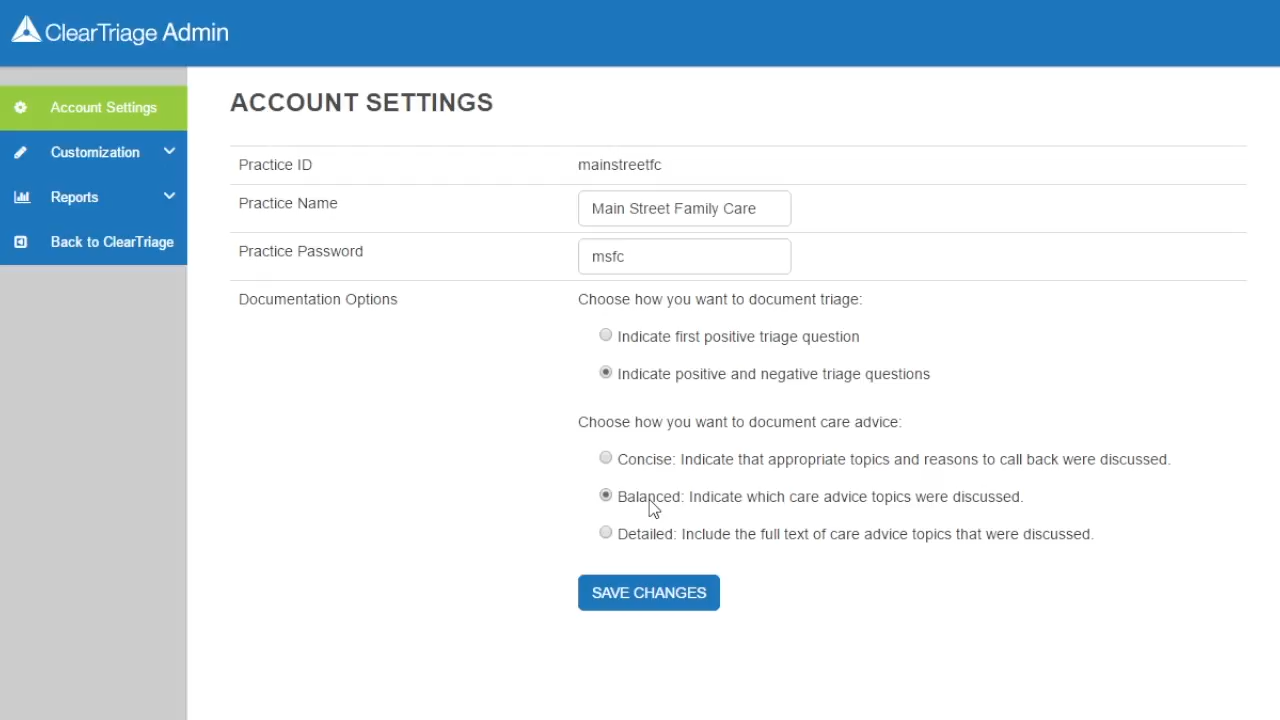 ClearTriage Admin
Account Settings
Customization
Reports
Back to ClearTriage
ACCOUNT SETTINGS
Practice ID mainstreetfc
Practice Name Main Street Family Care
Practice Password msfc
Documentation Options Choose how you want to document triage:
Indicate first positive triage question
Indicate positive and negative triage questions
Choose how you want to document care advice:
Concise: Indicate that appropriate topics and reasons to call back were discussed.
Balanced: Indicate which care advice topics were discussed.
Detailed: Include the full text of care advice topics that were discussed.
SAVE CHANGES